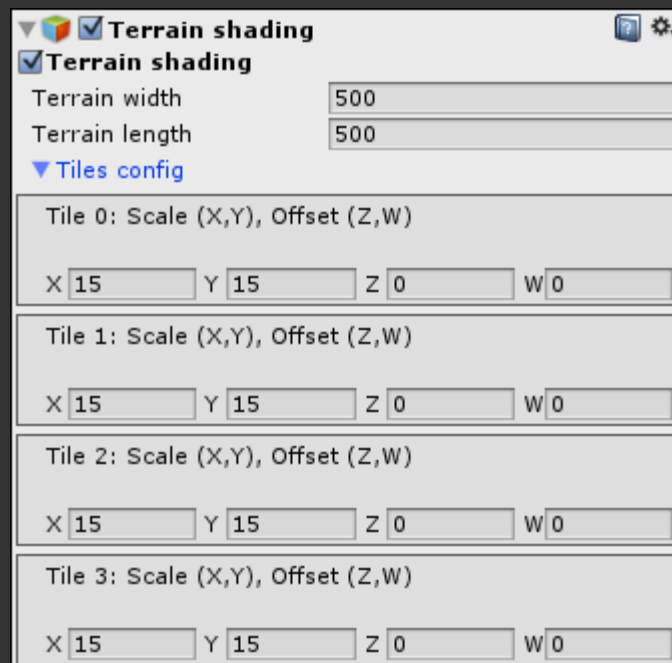 Terrain shading
Terrain shading
Terrain width 500
Terrain length 500
Tiles config
Tile 0: Scale (X,Y), Offset (Z,W)
X 15 Y 15 Z 0 W 0
Tile 1: Scale (X,Y), Offset (Z,W)
X 15 Y 15 Z 0 W 0
Tile 2: Scale (X,Y), Offset (Z,W)
X 15 Y 15 Z 0 W 0
Tile 3: Scale (X,Y), Offset (Z,W)
X 15 Y 15 Z 0 W 0